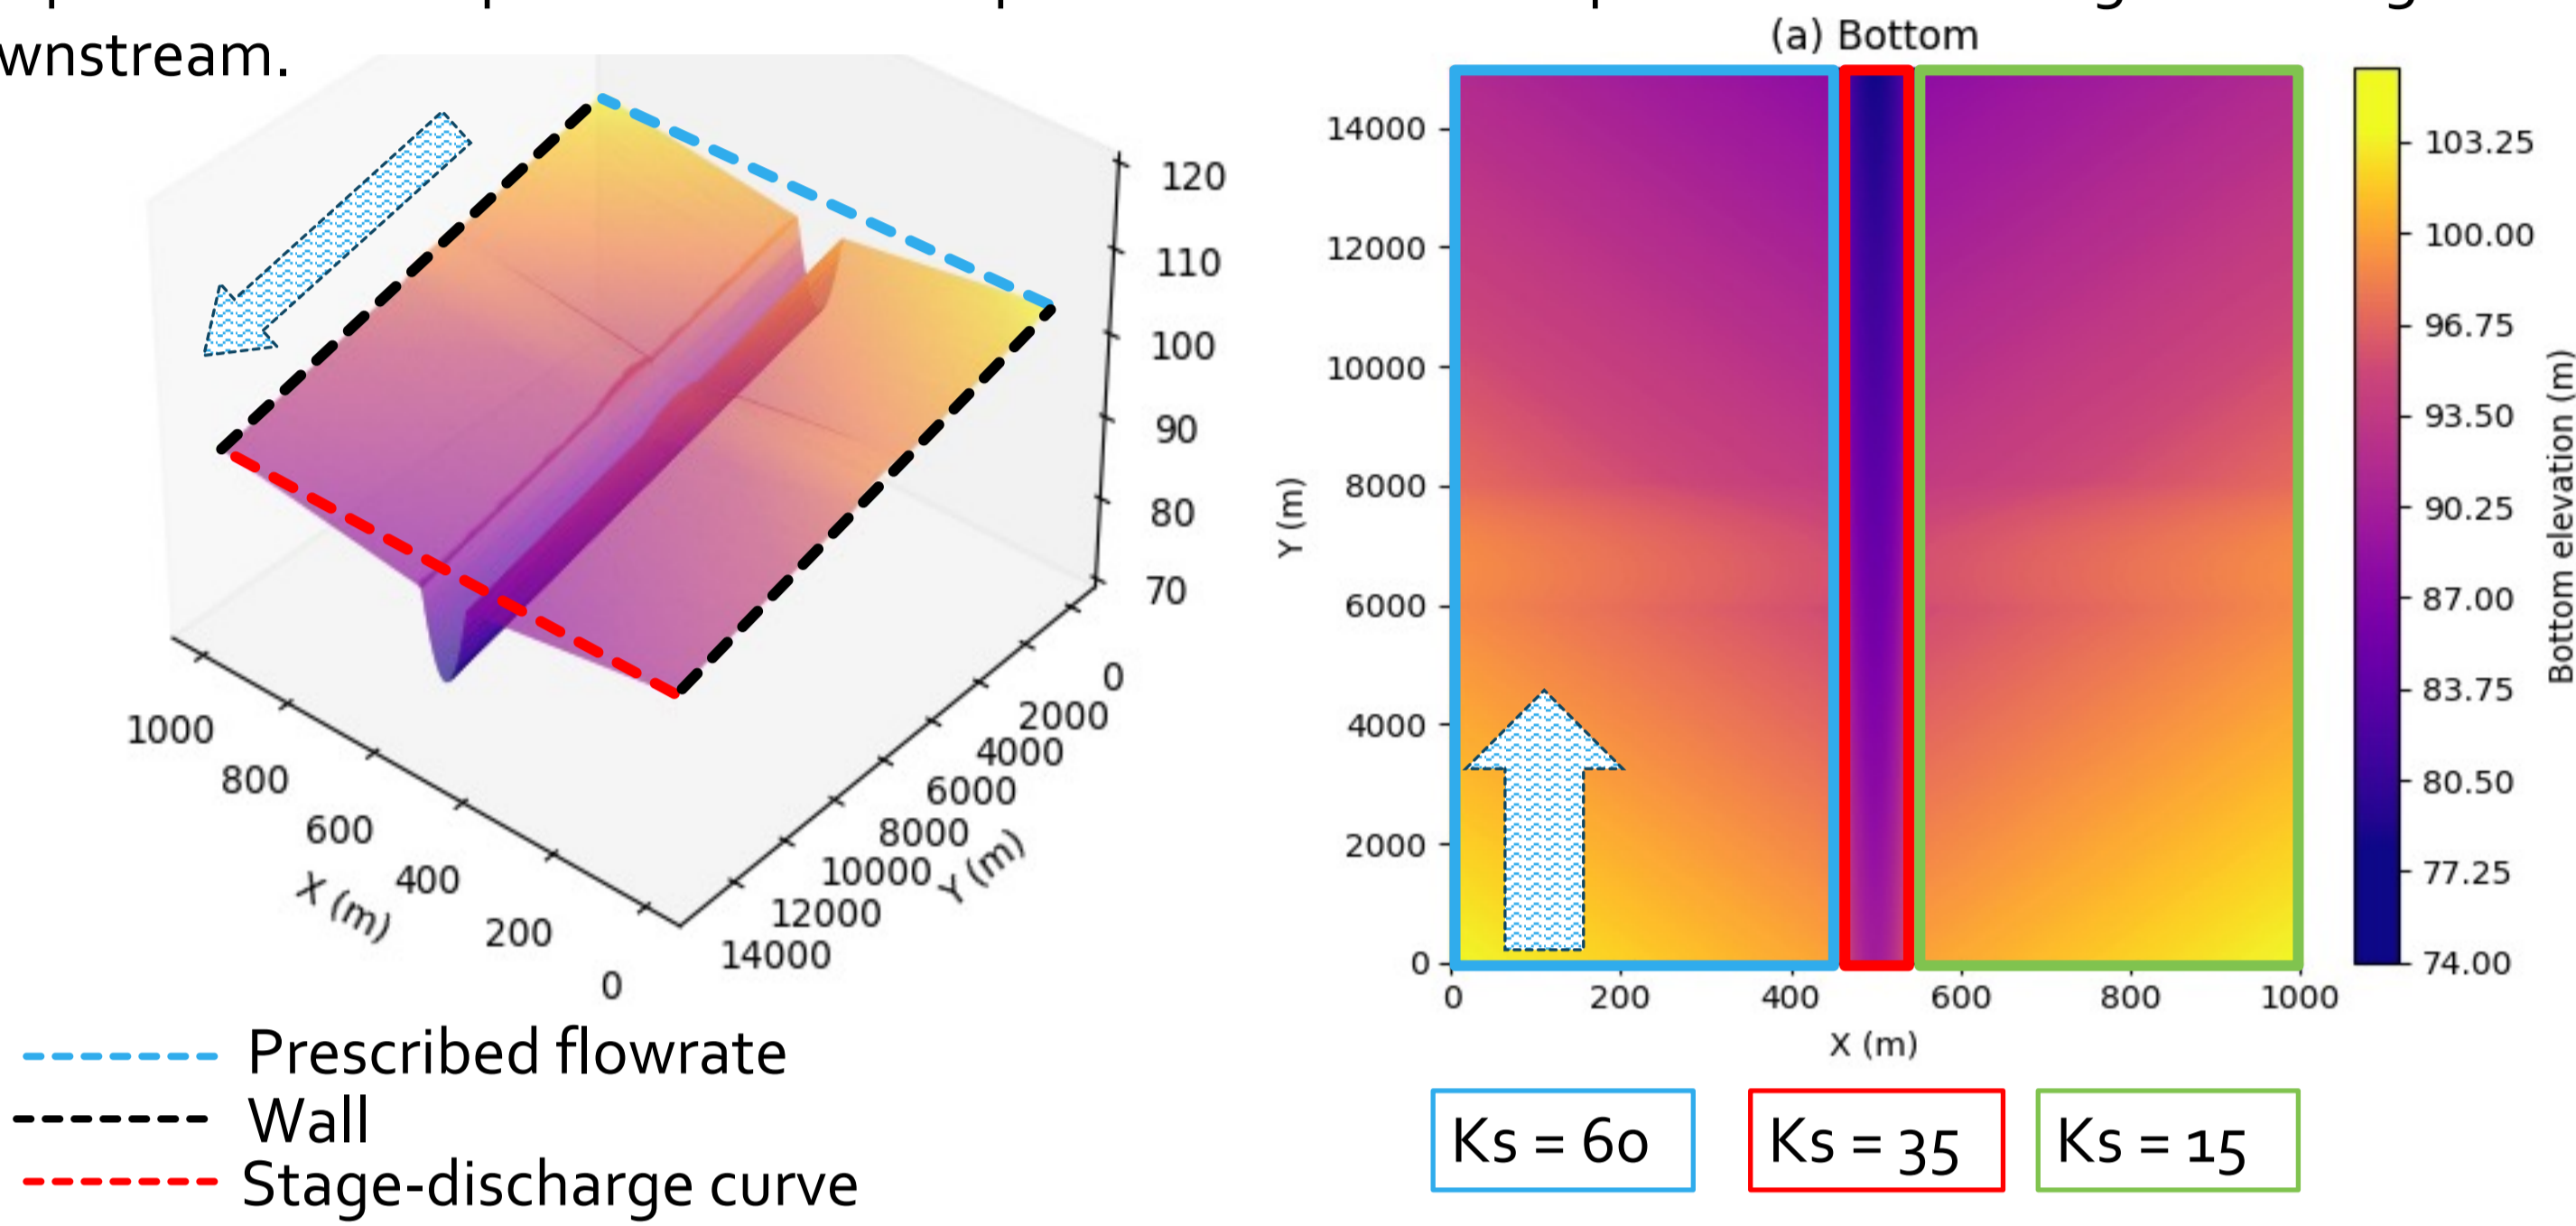 wnstream.
(a) Bottom
120
110
100
90
80
70
0
2000
4000
6000
8000
10000
12000
14000
Y (m)
1000
800
600
400
200
0
X (m)
14000
12000
10000
8000
6000
4000
2000
0
Y (m)
0 200 400 600 800 1000
X (m)
103.25
100.00
96.75
93.50
90.25
87.00
83.75
80.50
77.25
74.00
Bottom elevation (m)
Prescribed flowrate
Wall
Stage-discharge curve
Ks = 60
Ks = 35
Ks = 15